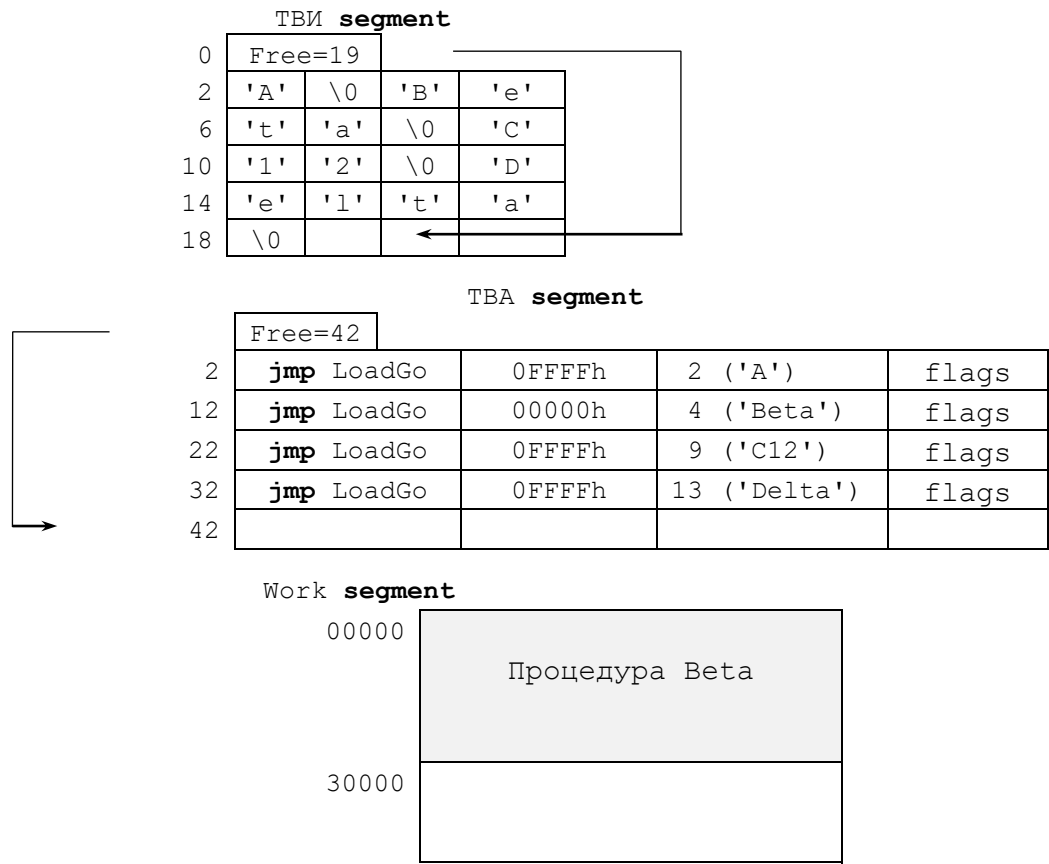 ТВИ segment
0 Free=19
2 'A' \0 'B' 'e'
6 't' 'a' \0 'C'
10 '1' '2' \0 'D'
14 'e' 'l' 't' 'a'
18 \0
ТВА segment
Free=42
2 jmp LoadGo 0FFFFh 2 ('A') flags
12 jmp LoadGo 00000h 4 ('Beta') flags
22 jmp LoadGo 0FFFFh 9 ('C12') flags
32 jmp LoadGo 0FFFFh 13 ('Delta') flags
42
Work segment
00000
Процедура Beta
30000